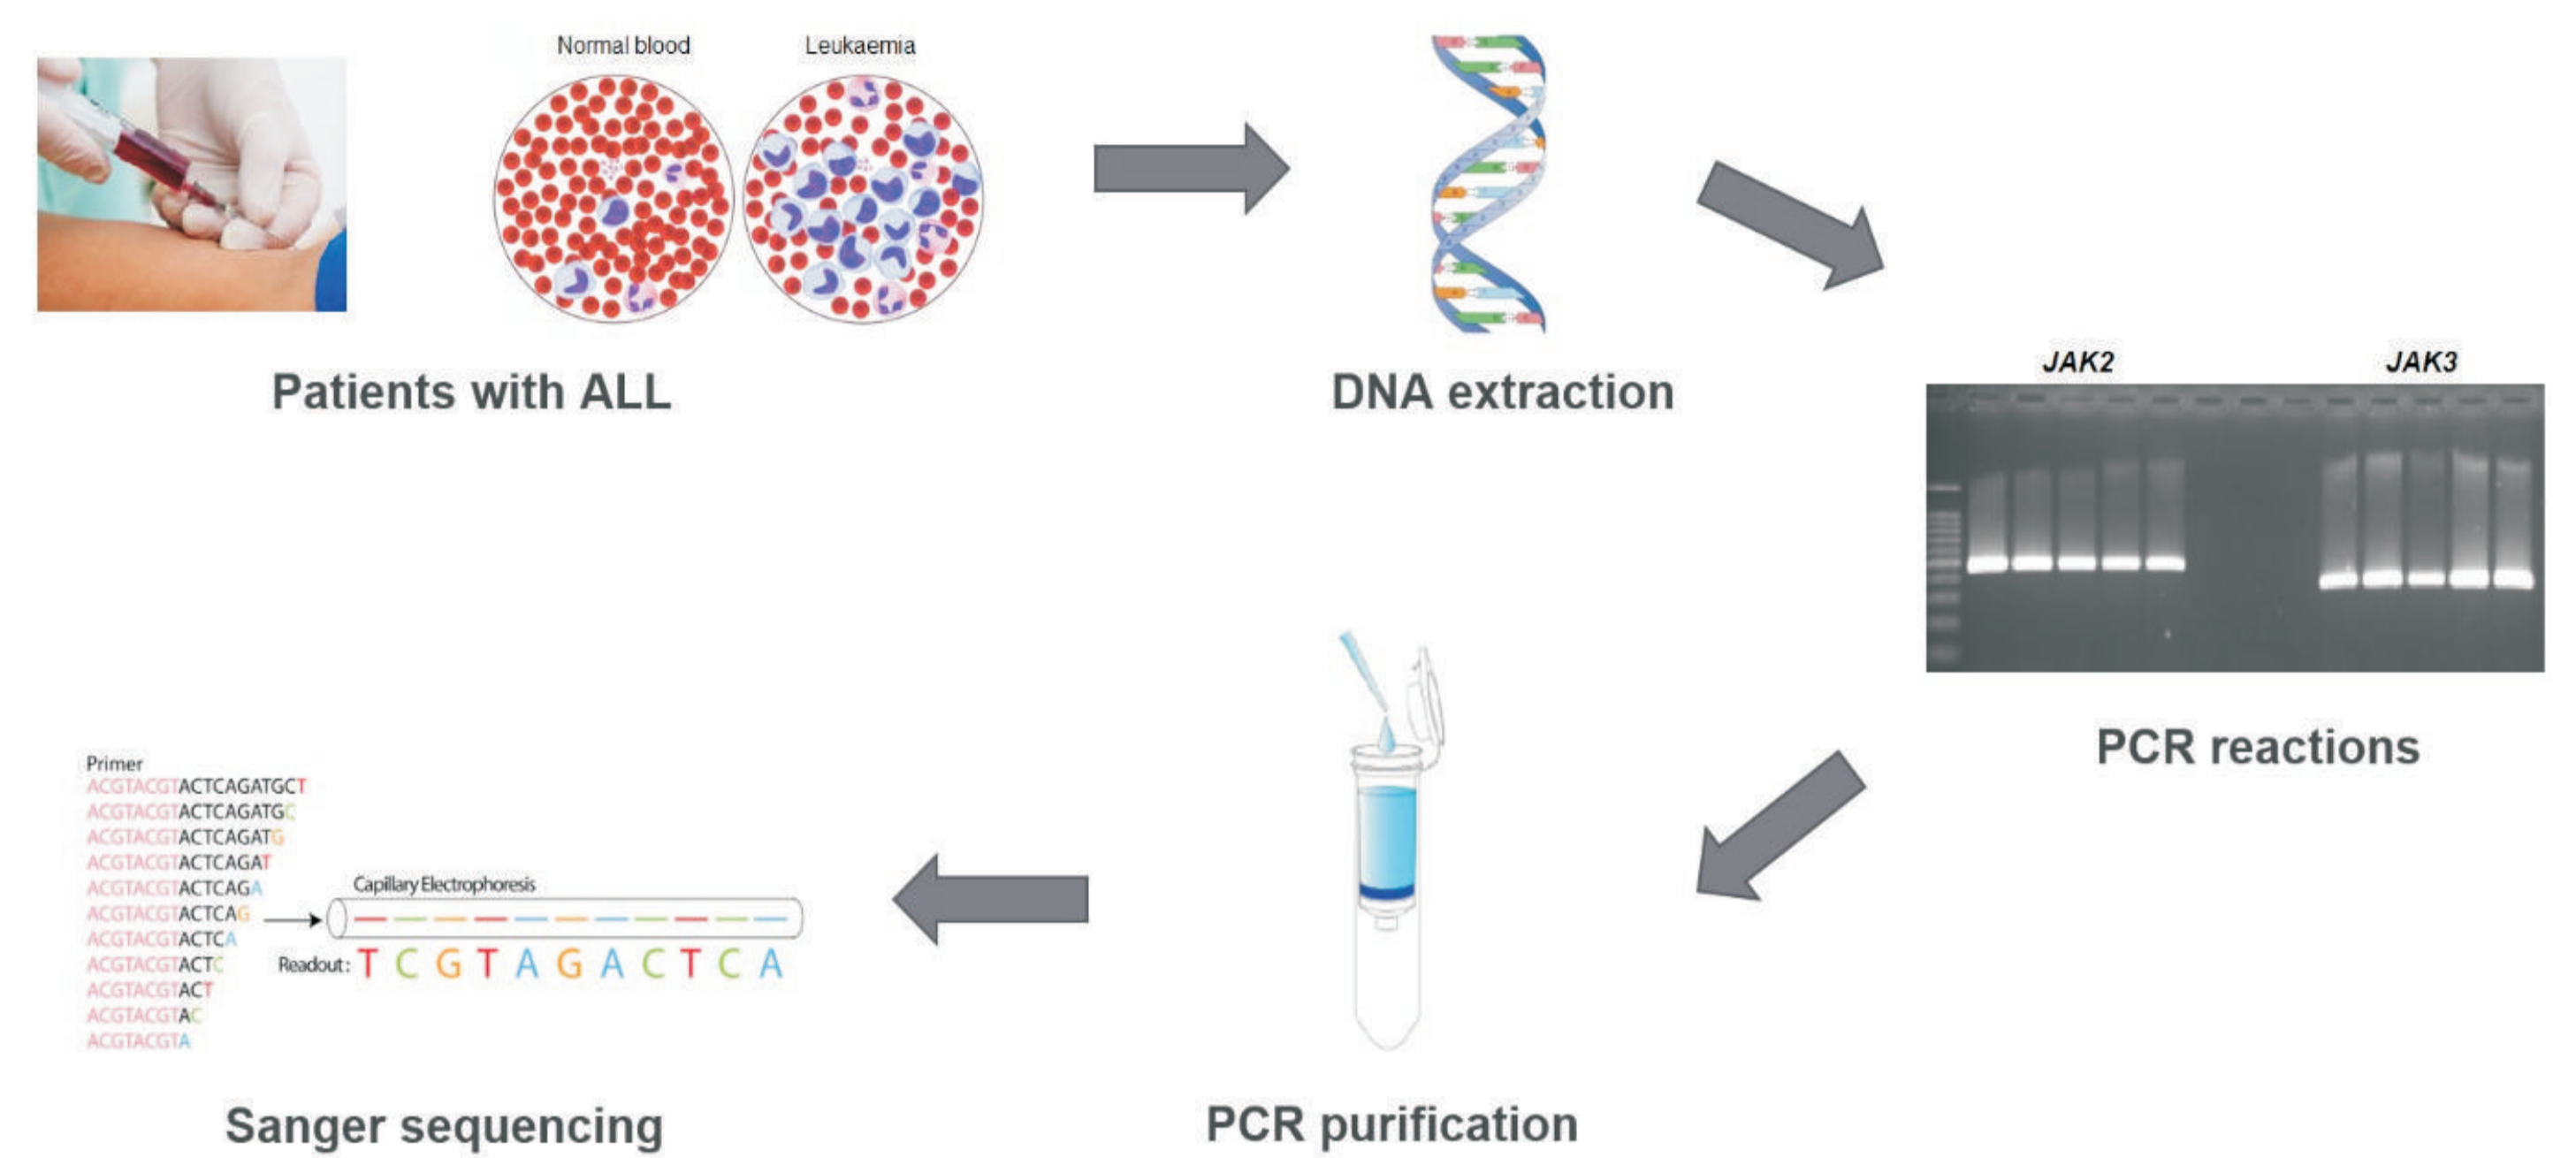 Normal blood
Leukaemia
Patients with ALL
DNA extraction
JAK2
JAK3
PCR reactions
PCR purification
Primer
ACGTACGTACTCAGATGCT
ACGTACGTACTCAGATGC
ACGTACGTACTCAGATG
ACGTACGTACTCAGAT
ACGTACGTACTCAGA
ACGTACGTACTCAG
ACGTACGTACTCA
ACGTACGTACTC
ACGTACGTACT
ACGTACGTAC
ACGTACGTA
Capillary Electrophoresis
Readout: T C G T A G A C T C A
Sanger sequencing